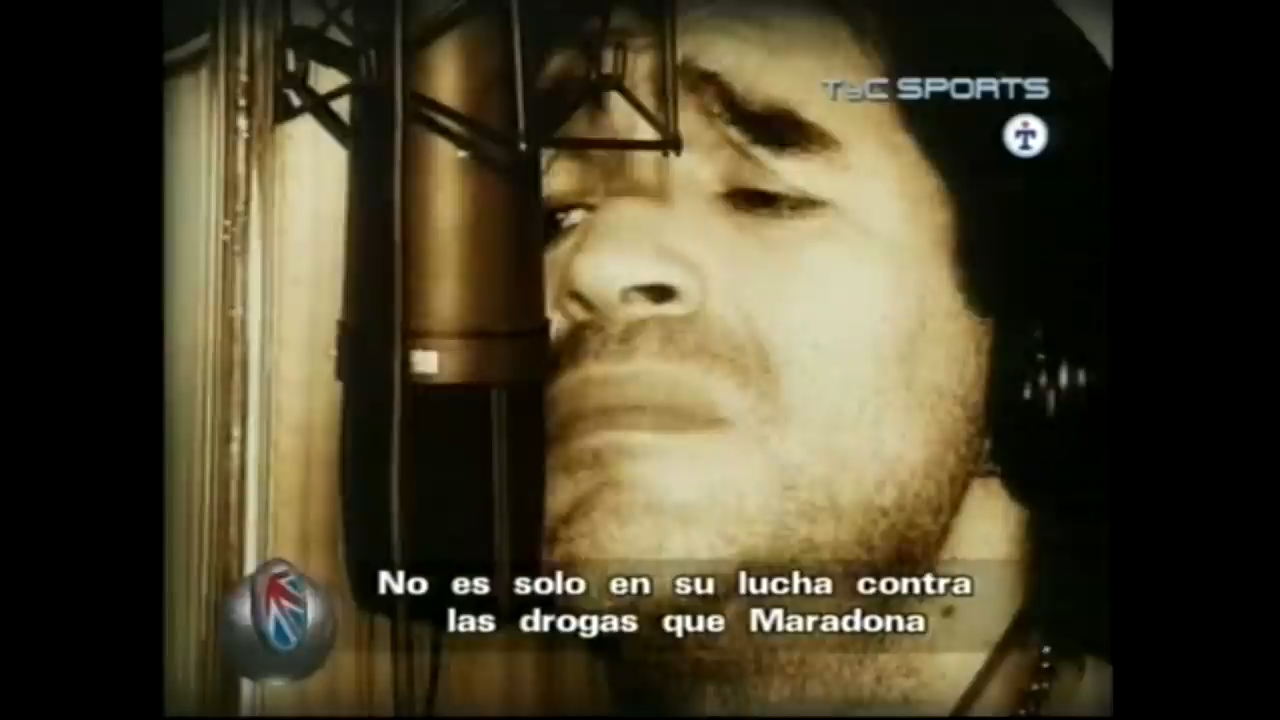 TyC SPORTS
T
No es solo en su lucha contra
las drogas que Maradona